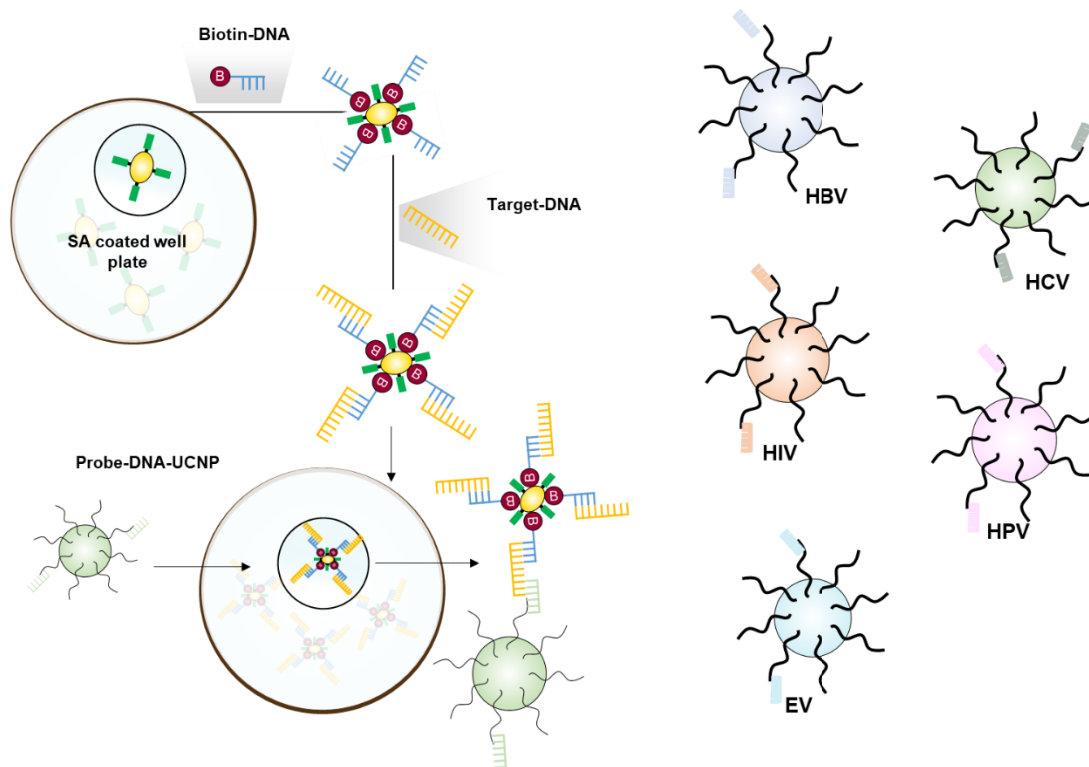 Biotin-DNA
B
B
B
B
B
SA coated well
plate
Target-DNA
B
B
B
B
Probe-DNA-UCNP
B
B
B
B
HBV
HCV
HIV
HPV
EV